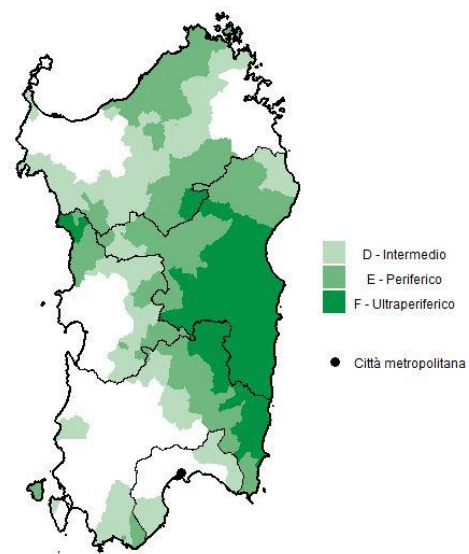 D - Intermedio
E - Periferico
F - Ultraperiferico
Città metropolitana